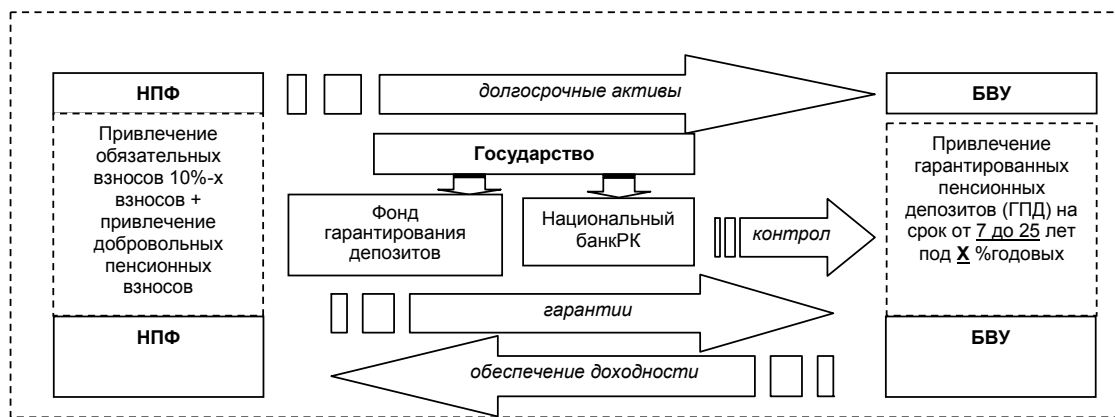 НПФ
долгосрочные активы
БВУ
Привлечение
обязательных
взносов 10%-х
взносов +
привлечение
добровольных
пенсионных
взносов
Государство
Фонд
гарантирования
депозитов
Национальный
банкРК
контрол
Привлечение
гарантированных
пенсионных
депозитов (ГПД) на
срок от 7 до 25 лет
под X %годовых
гарантии
НПФ
обеспечение доходности
БВУ